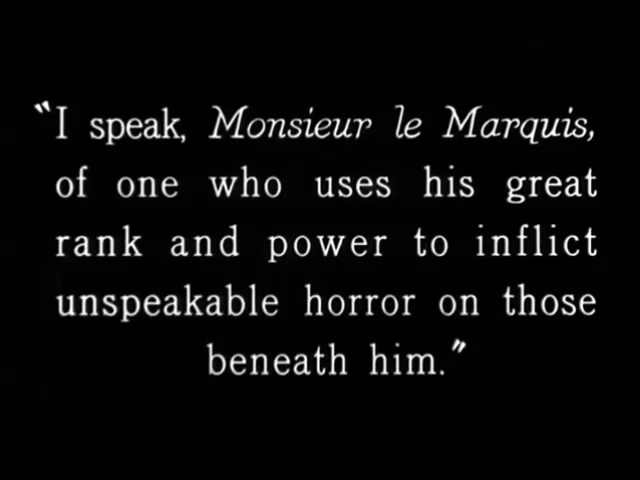 "I speak, Monsieur le Marquis,
of one who uses his great
rank and power to inflict
unspeakable horror on those
beneath him."